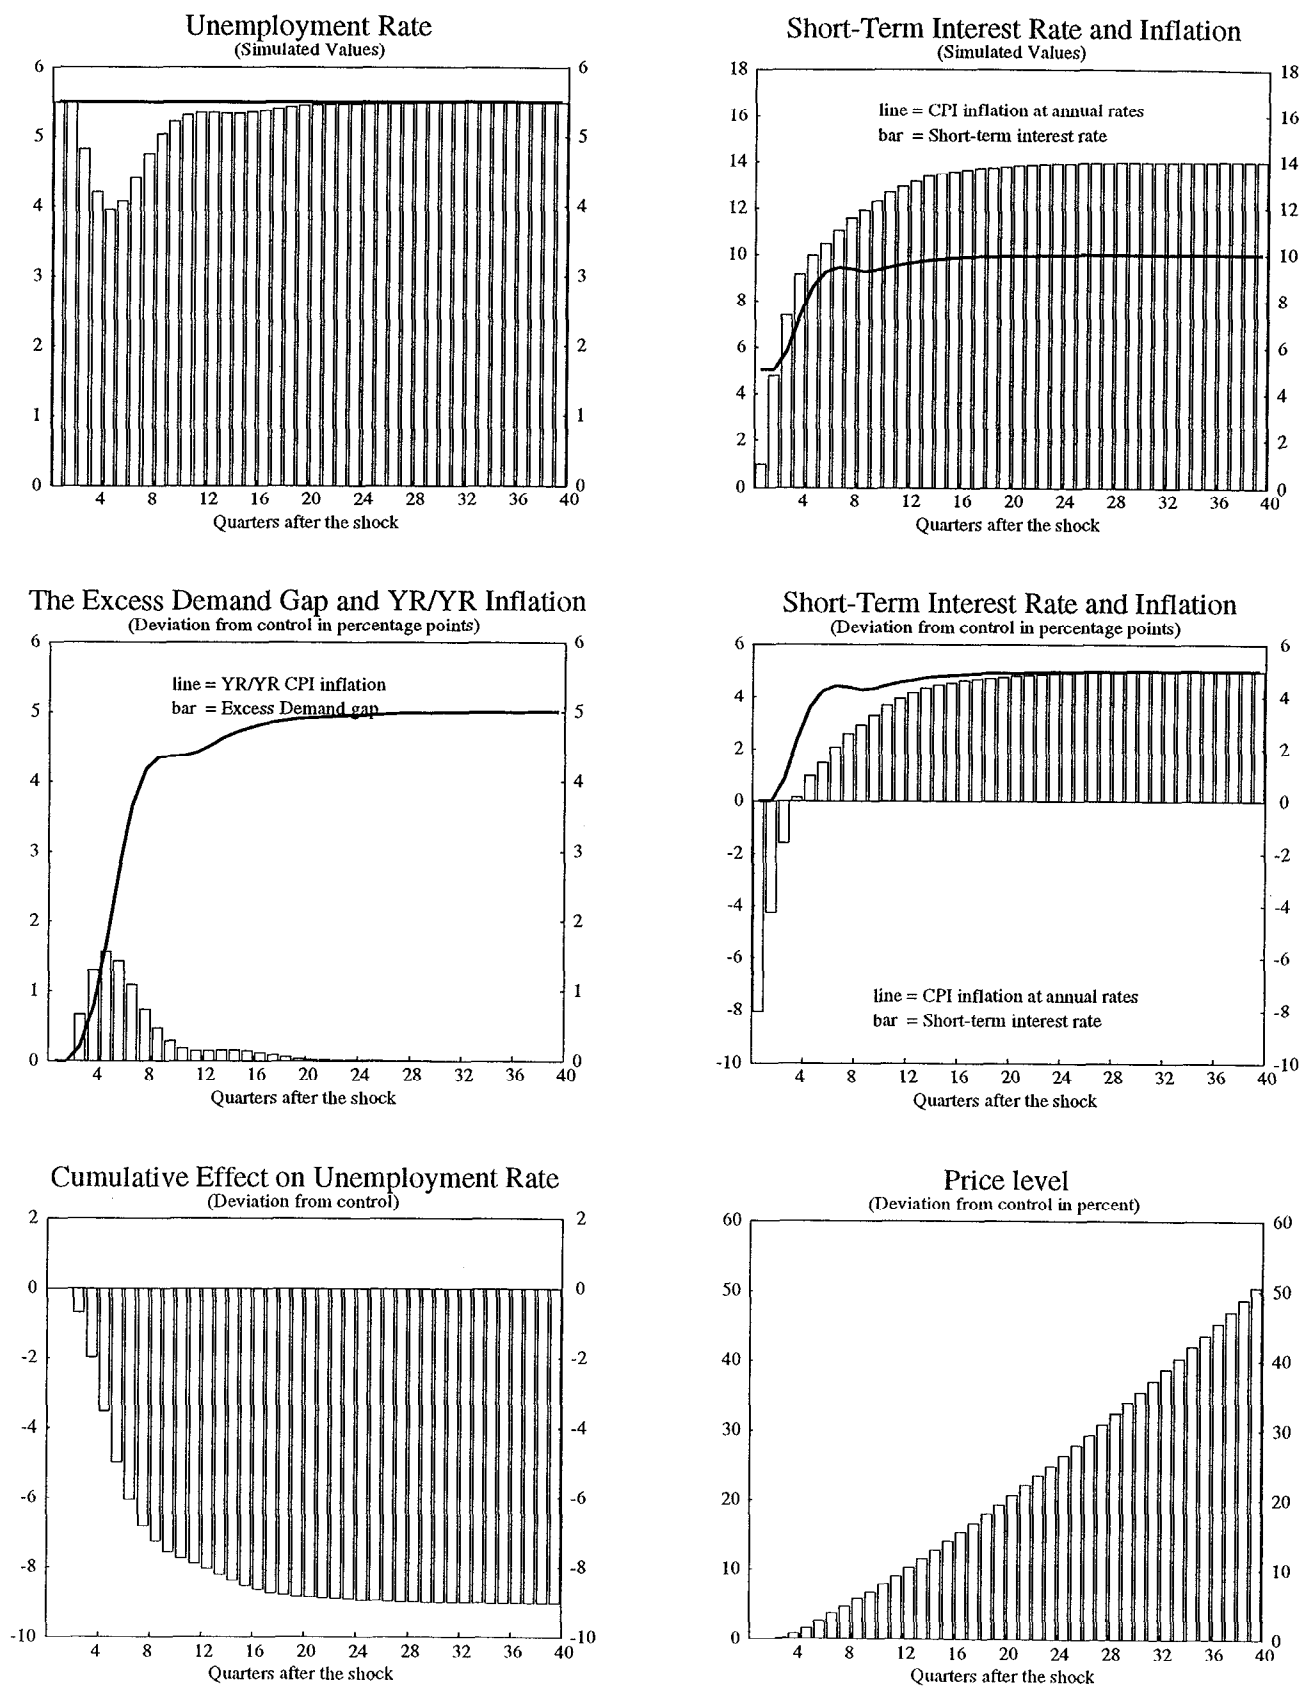 Unemployment Rate
(Simulated Values)
6 6
5 5
4 4
3 3
2 2
1 1
0 0
4 8 12 16 20 24 28 32 36 40
Quarters after the shock
Short-Term Interest Rate and Inflation
(Simulated Values)
line = CPI inflation at annual rates
bar = Short-term interest rate
18 18
16 16
14 14
12 12
10 10
8 8
6 6
4 4
2 2
0 0
4 8 12 16 20 24 28 32 36 40
Quarters after the shock
The Excess Demand Gap and YR/YR Inflation
(Deviation from control in percentage points)
line = YR/YR CPI inflation
bar = Excess Demand gap
6 6
5 5
4 4
3 3
2 2
1 1
0 0
4 8 12 16 20 24 28 32 36 40
Quarters after the shock
Short-Term Interest Rate and Inflation
(Deviation from control in percentage points)
6 6
4 4
2 2
0 0
-2 -2
-4 -4
-6 -6
-8 -8
-10 -10
line = CPI inflation at annual rates
bar = Short-term interest rate
4 8 12 16 20 24 28 32 36 40
Quarters after the shock
Cumulative Effect on Unemployment Rate
(Deviation from control)
2 2
0 0
-2 -2
-4 -4
-6 -6
-8 -8
-10 -10
4 8 12 16 20 24 28 32 36 40
Quarters after the shock
Price level
(Deviation from control in percent)
60 60
50 50
40 40
30 30
20 20
10 10
0 0
4 8 12 16 20 24 28 32 36 40
Quarters after the shock